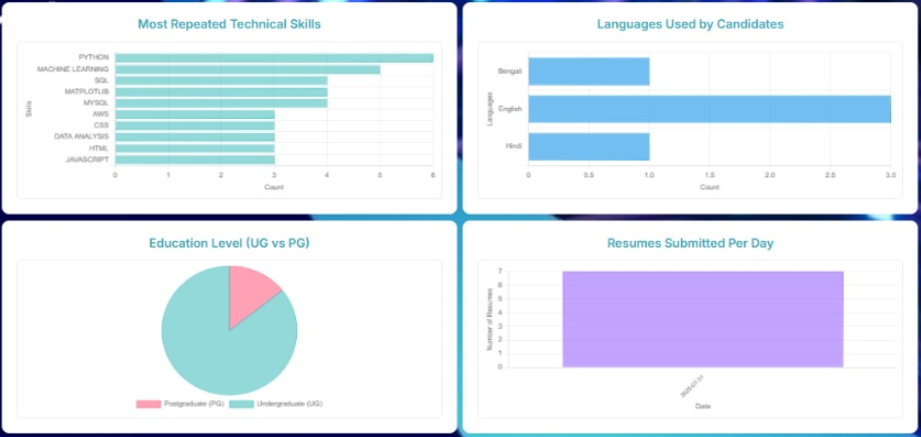 Most Repeated Technical Skills
Skills
PYTHON
MACHINE LEARNING
SQL
MATPLOTLIB
MYSQL
AWS
CSS
DATA ANALYSIS
HTML
JAVASCRIPT
0 1 2 3 4 5 6
Count
Languages Used by Candidates
Languages
Bengali
English
Hindi
0 0.5 1.0 1.5 2.0 2.5 3.0
Count
Education Level (UG vs PG)
Postgraduate (PG) Undergraduate (UG)
Resumes Submitted Per Day
Number of Resumes
7
6
5
4
3
2
1
0
Date